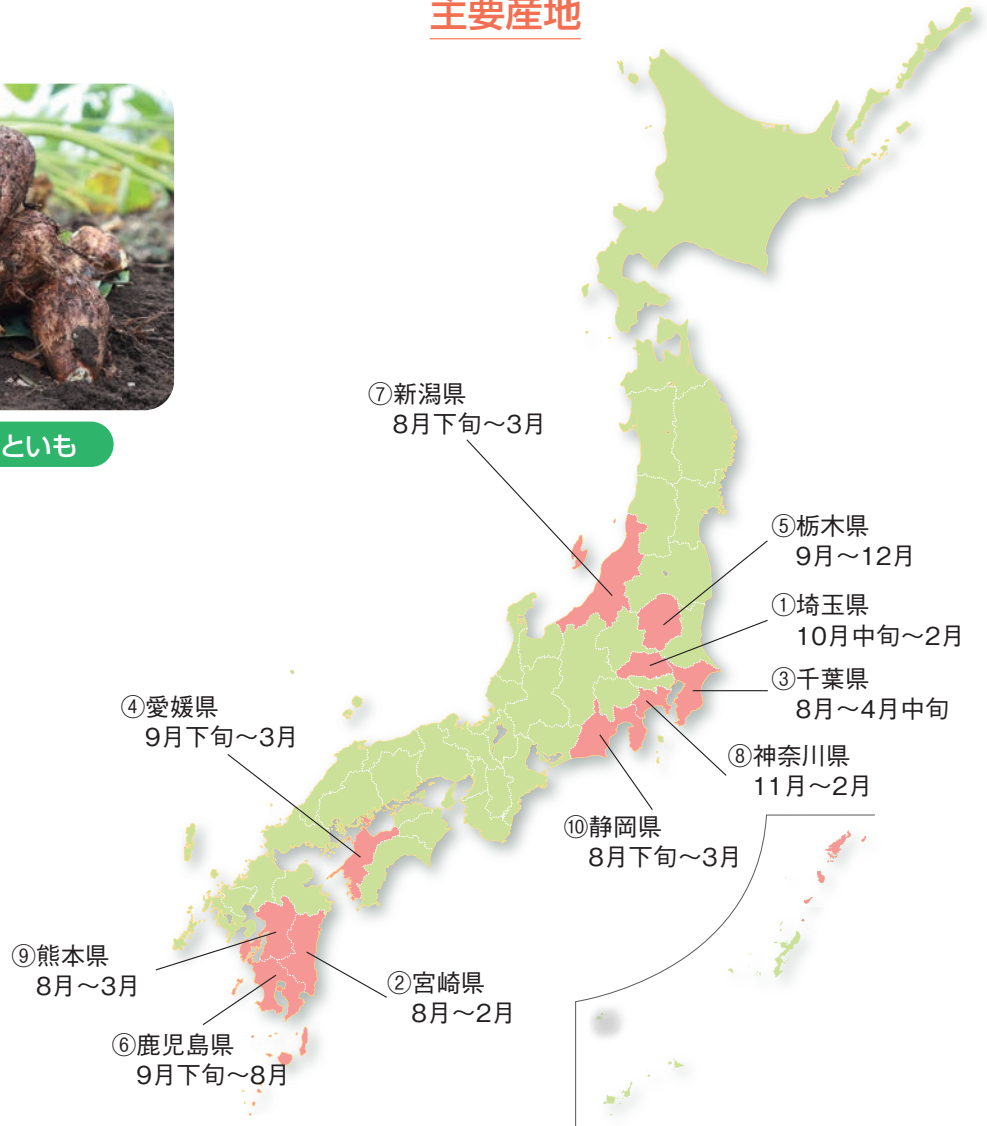 主要産地
といも
⑦新潟県
8月下旬〜3月
⑤栃木県
9月〜12月
①埼玉県
10月中旬〜2月
③千葉県
8月〜4月中旬
④愛媛県
9月下旬〜3月
⑧神奈川県
11月〜2月
⑩静岡県
8月下旬〜3月
⑨熊本県
8月〜3月
②宮崎県
8月〜2月
⑥鹿児島県
9月下旬〜8月